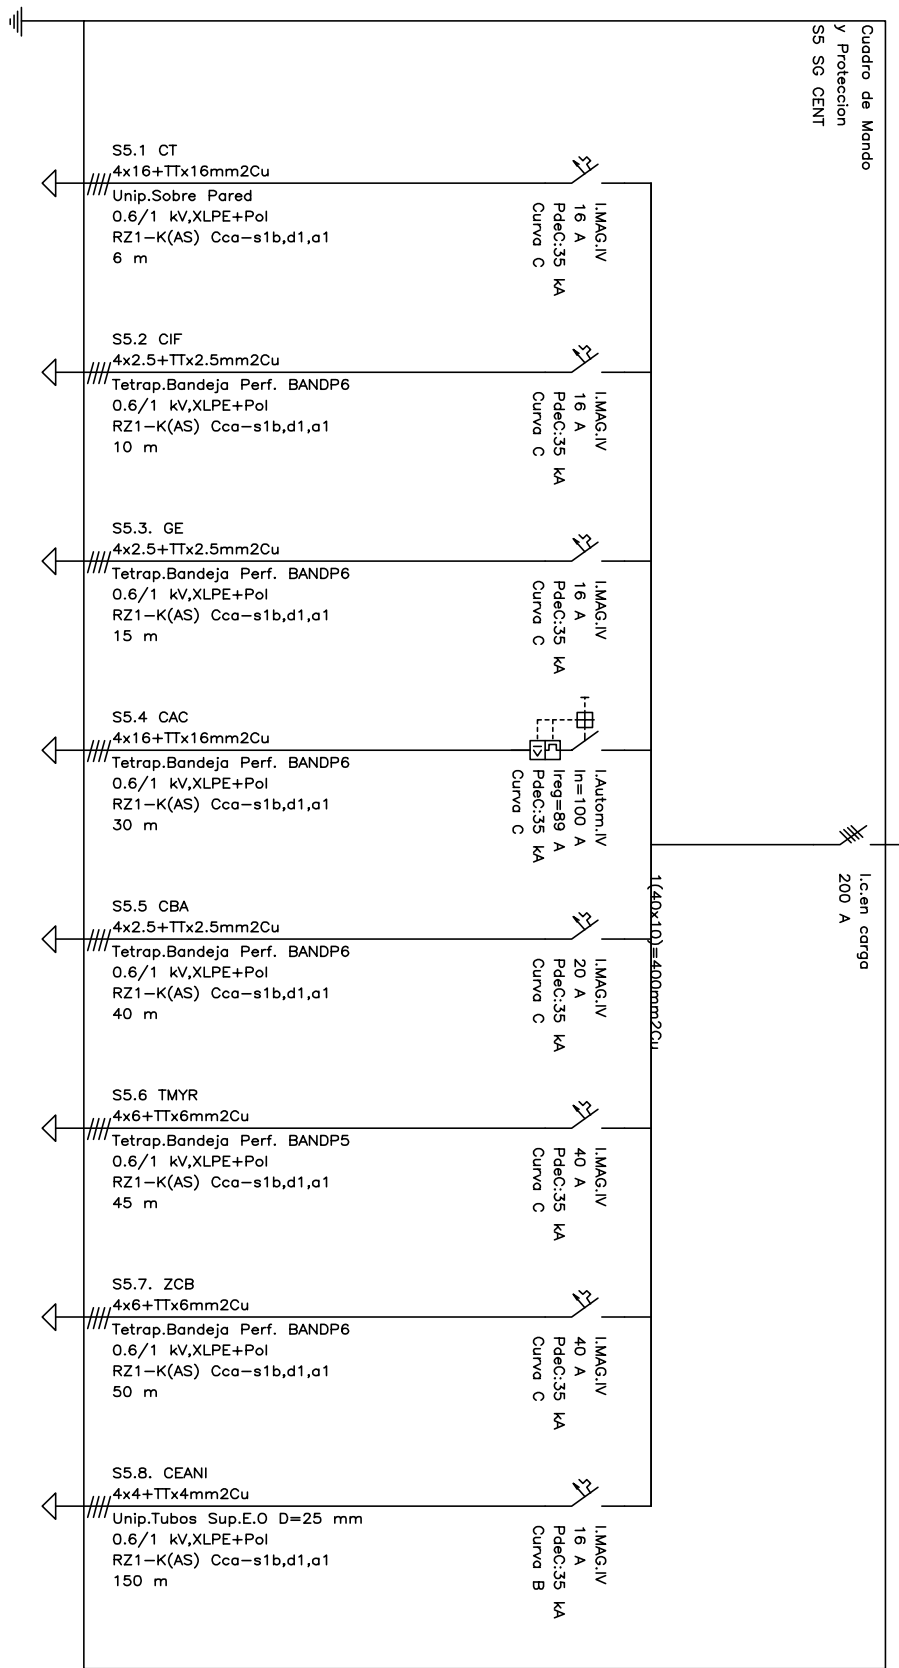 Cuadro de Mando
y Proteccion
S5 SG CENT
I.c.en carga
200 A
1(40x10)=400mm2Cu
S5.1 CT
4x16+TTx16mm2Cu
Unip.Sobre Pared
0.6/1 kV,XLPE+Pol
RZ1-K(AS) Cca-s1b,d1,a1
6 m
I.MAG.IV
16 A
PdeC:35 kA
Curva C
S5.2 CIF
4x2.5+TTx2.5mm2Cu
Tetrap.Bandeja Perf. BANDP6
0.6/1 kV,XLPE+Pol
RZ1-K(AS) Cca-s1b,d1,a1
10 m
I.MAG.IV
16 A
PdeC:35 kA
Curva C
S5.3. GE
4x2.5+TTx2.5mm2Cu
Tetrap.Bandeja Perf. BANDP6
0.6/1 kV,XLPE+Pol
RZ1-K(AS) Cca-s1b,d1,a1
15 m
I.MAG.IV
16 A
PdeC:35 kA
Curva C
S5.4 CAC
4x16+TTx16mm2Cu
Tetrap.Bandeja Perf. BANDP6
0.6/1 kV,XLPE+Pol
RZ1-K(AS) Cca-s1b,d1,a1
30 m
I>
I.Autom.IV
In=100 A
Ireg=89 A
PdeC:35 kA
Curva C
S5.5 CBA
4x2.5+TTx2.5mm2Cu
Tetrap.Bandeja Perf. BANDP6
0.6/1 kV,XLPE+Pol
RZ1-K(AS) Cca-s1b,d1,a1
40 m
I.MAG.IV
20 A
PdeC:35 kA
Curva C
S5.6 TMYR
4x6+TTx6mm2Cu
Tetrap.Bandeja Perf. BANDP5
0.6/1 kV,XLPE+Pol
RZ1-K(AS) Cca-s1b,d1,a1
45 m
I.MAG.IV
40 A
PdeC:35 kA
Curva C
S5.7. ZCB
4x6+TTx6mm2Cu
Tetrap.Bandeja Perf. BANDP6
0.6/1 kV,XLPE+Pol
RZ1-K(AS) Cca-s1b,d1,a1
50 m
I.MAG.IV
40 A
PdeC:35 kA
Curva C
S5.8. CEANI
4x4+TTx4mm2Cu
Unip.Tubos Sup.E.O D=25 mm
0.6/1 kV,XLPE+Pol
RZ1-K(AS) Cca-s1b,d1,a1
150 m
I.MAG.IV
16 A
PdeC:35 kA
Curva B